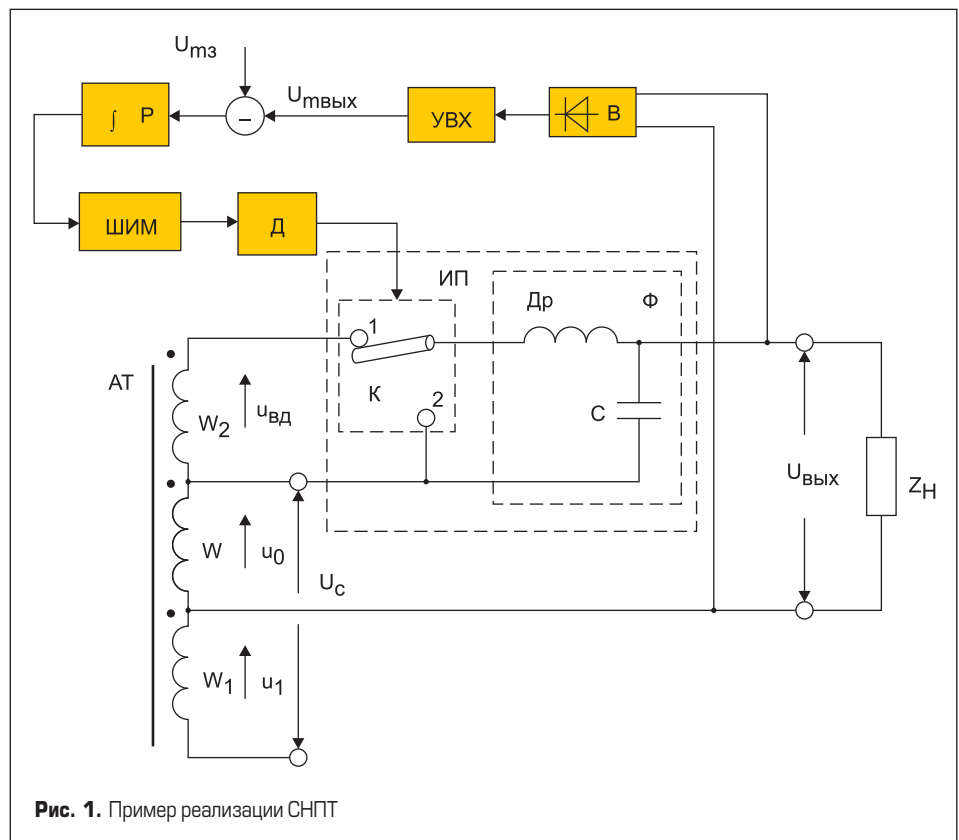 Umз
Umвых
∫ P
−
УВХ
В
ШИМ
Д
ИП
Др
Ф
1
К
2
С
АТ
W2
uвд
W
u0
Uс
W1
u1
Uвых
ZН
Рис. 1. Пример реализации СНПТ